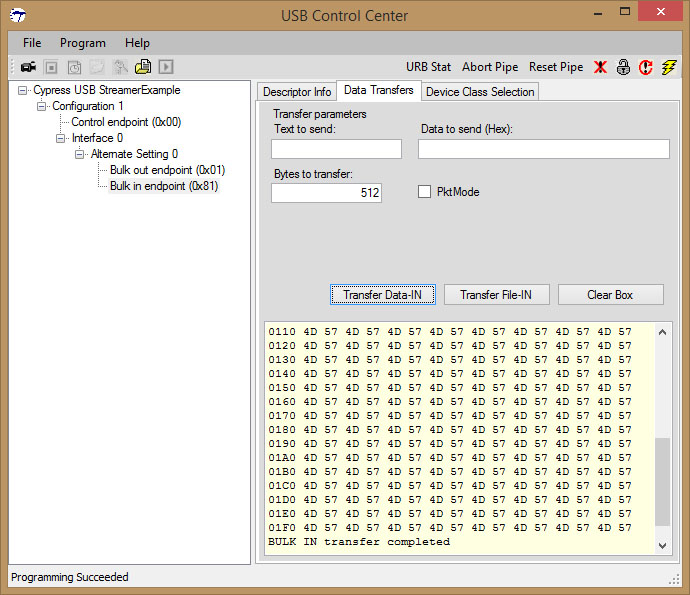 USB Control Center
File Program Help
URB Stat Abort Pipe Reset Pipe
Cypress USB StreamerExample
Configuration 1
Control endpoint (0x00)
Interface 0
Alternate Setting 0
Bulk out endpoint (0x01)
Bulk in endpoint (0x81)
Descriptor Info Data Transfers Device Class Selection
Transfer parameters
Text to send: Data to send (Hex):
Bytes to transfer:
512 PktMode
Transfer Data-IN Transfer File-IN Clear Box
0110 4D 57 4D 57 4D 57 4D 57 4D 57 4D 57 4D 57 4D 57
0120 4D 57 4D 57 4D 57 4D 57 4D 57 4D 57 4D 57 4D 57
0130 4D 57 4D 57 4D 57 4D 57 4D 57 4D 57 4D 57 4D 57
0140 4D 57 4D 57 4D 57 4D 57 4D 57 4D 57 4D 57 4D 57
0150 4D 57 4D 57 4D 57 4D 57 4D 57 4D 57 4D 57 4D 57
0160 4D 57 4D 57 4D 57 4D 57 4D 57 4D 57 4D 57 4D 57
0170 4D 57 4D 57 4D 57 4D 57 4D 57 4D 57 4D 57 4D 57
0180 4D 57 4D 57 4D 57 4D 57 4D 57 4D 57 4D 57 4D 57
0190 4D 57 4D 57 4D 57 4D 57 4D 57 4D 57 4D 57 4D 57
01A0 4D 57 4D 57 4D 57 4D 57 4D 57 4D 57 4D 57 4D 57
01B0 4D 57 4D 57 4D 57 4D 57 4D 57 4D 57 4D 57 4D 57
01C0 4D 57 4D 57 4D 57 4D 57 4D 57 4D 57 4D 57 4D 57
01D0 4D 57 4D 57 4D 57 4D 57 4D 57 4D 57 4D 57 4D 57
01E0 4D 57 4D 57 4D 57 4D 57 4D 57 4D 57 4D 57 4D 57
01F0 4D 57 4D 57 4D 57 4D 57 4D 57 4D 57 4D 57 4D 57
BULK IN transfer completed
Programming Succeeded